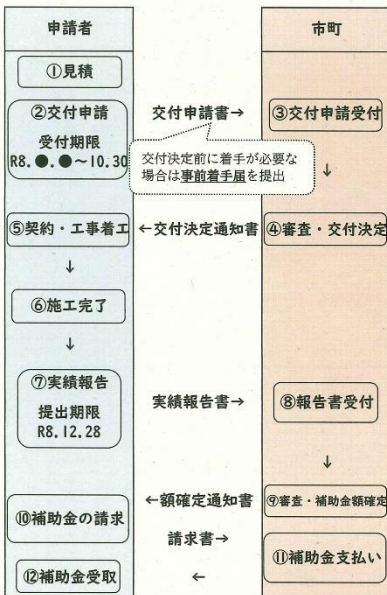 申請者
市町
①見積
②交付申請
受付期限
R8.●.●～10.30
交付申請書→
③交付申請受付
交付決定前に着手が必要な
場合は事前着手届を提出
↓
⑤契約・工事着工
←交付決定通知書
④審査・交付決定
↓
⑥施工完了
↓
⑦実績報告
提出期限
R8.12.28
実績報告書→
⑧報告書受付
↓
←額確定通知書
⑨審査・補助金額確定
⑩補助金の請求
請求書→
⑪補助金支払い
⑫補助金受取
←